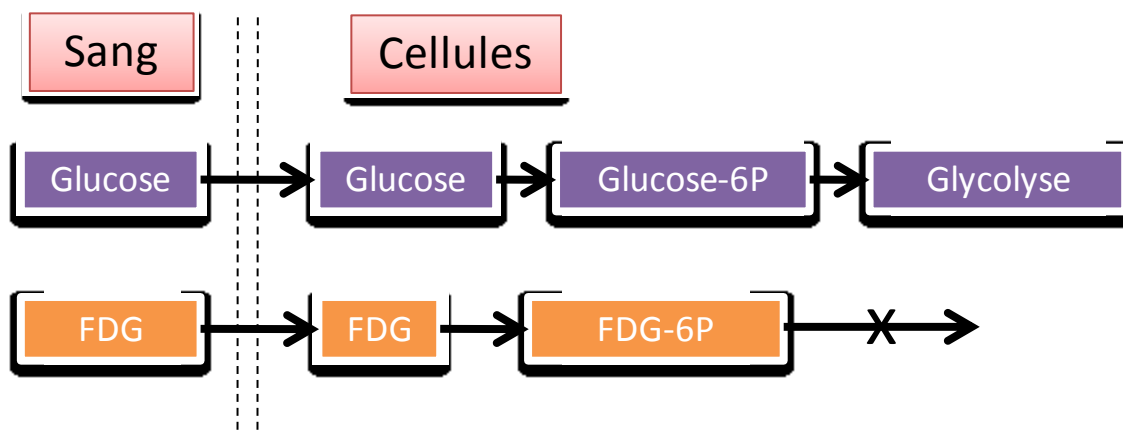 Sang
Cellules
Glucose
Glucose
Glucose-6P
Glycolyse
FDG
FDG
FDG-6P
X